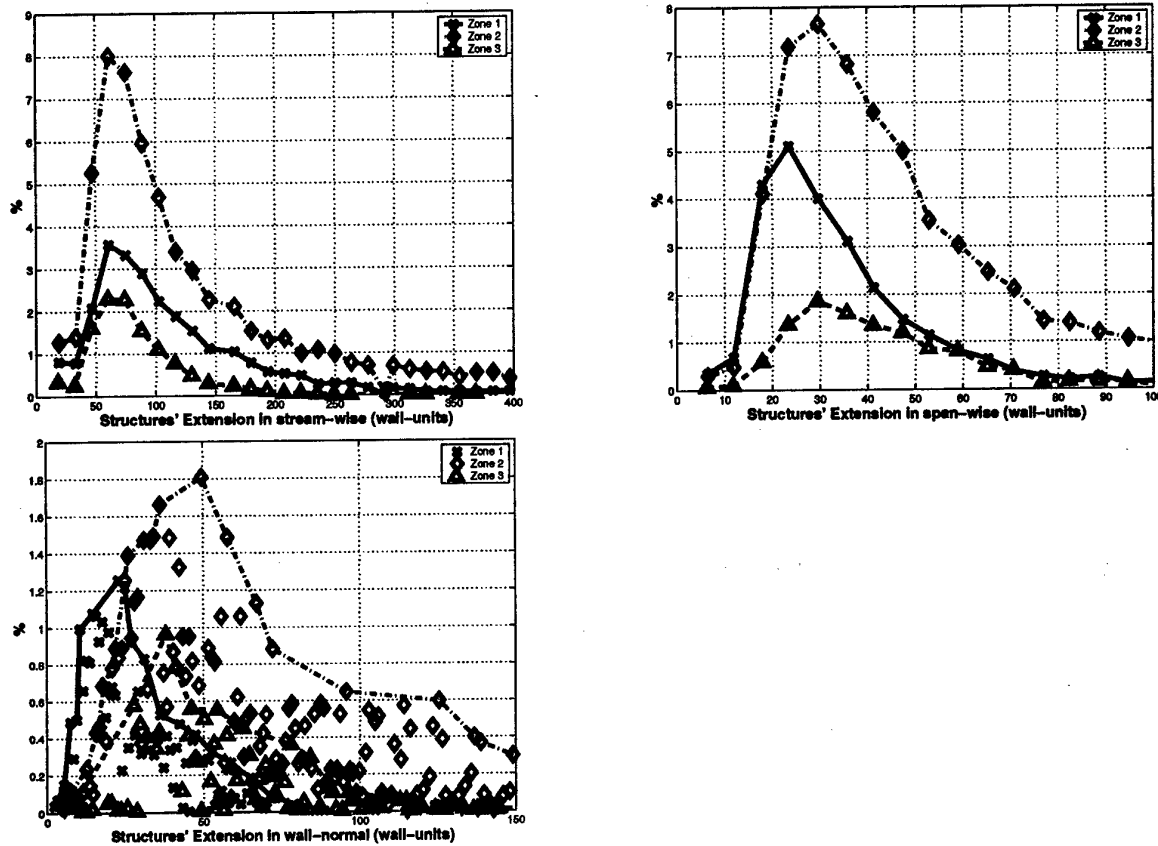 9
8
7
6
5
4
3
2
1
0
%
Zone 1
Zone 2
Zone 3
0 50 100 150 200 250 300 350 400
Structures' Extension in stream-wise (wall-units)
8
7
6
5
4
3
2
1
0
%
Zone 1
Zone 2
Zone 3
0 10 20 30 40 50 60 70 80 90 100
Structures' Extension in span-wise (wall-units)
2
1.8
1.6
1.4
1.2
1
0.8
0.6
0.4
0.2
0
%
Zone 1
Zone 2
Zone 3
0 50 100 150
Structures' Extension in wall-normal (wall-units)